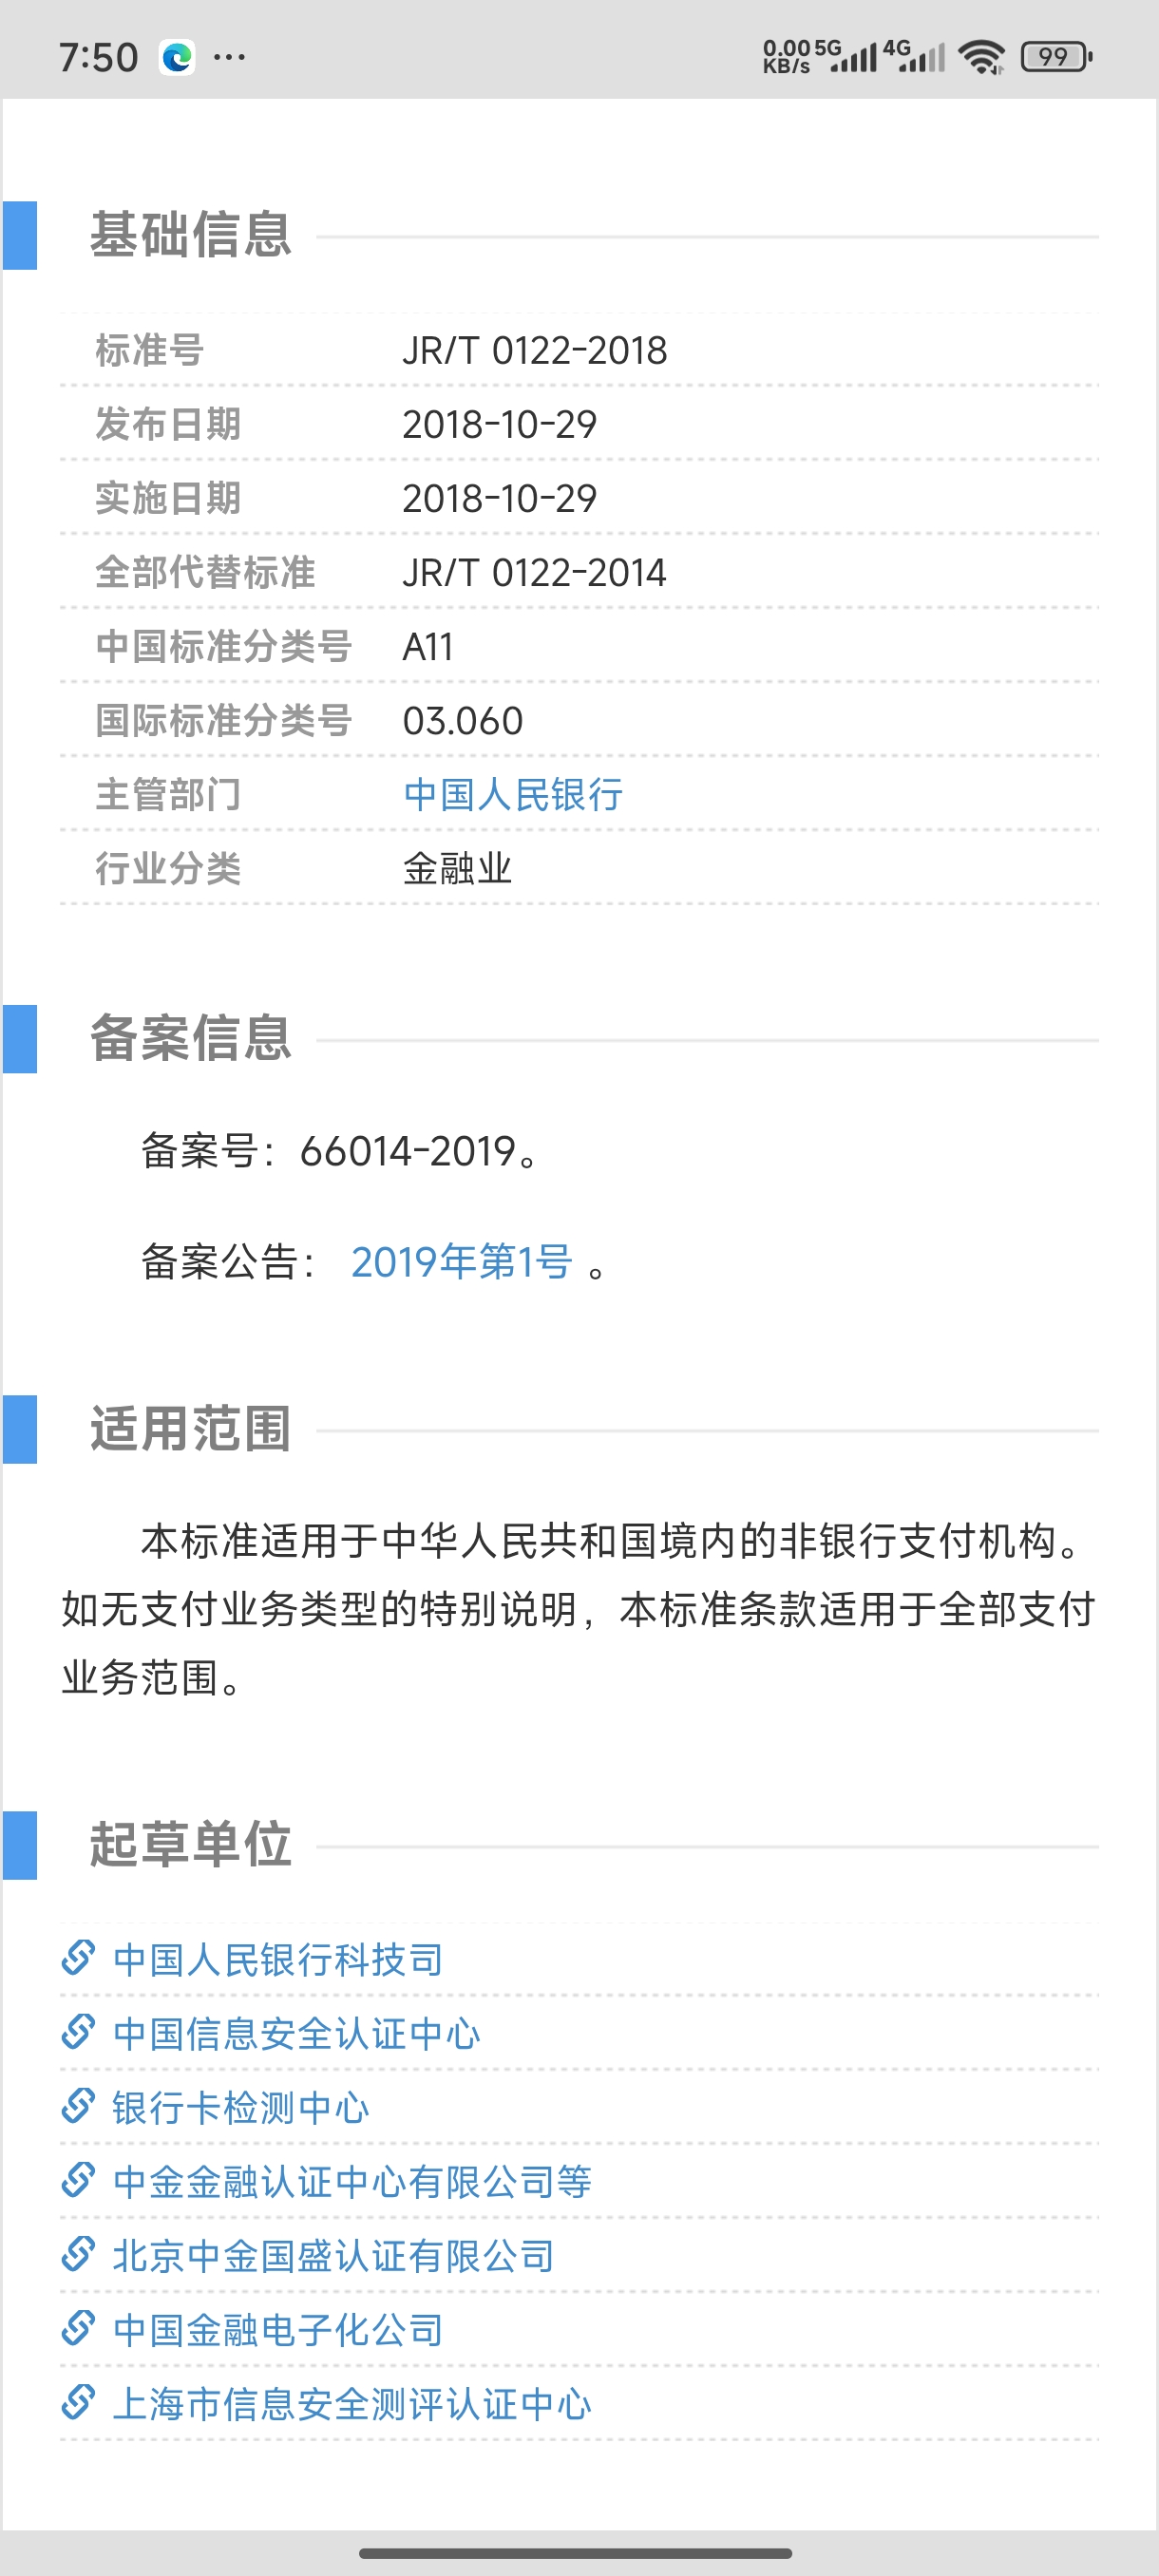 7:50 ··· 0.00 KB/s 5G 4G 99
基础信息
标准号 JR/T 0122-2018
发布日期 2018-10-29
实施日期 2018-10-29
全部代替标准 JR/T 0122-2014
中国标准分类号 A11
国际标准分类号 03.060
主管部门 中国人民银行
行业分类 金融业
备案信息
备案号：66014-2019。
备案公告： 2019年第1号 。
适用范围
本标准适用于中华人民共和国境内的非银行支付机构。
如无支付业务类型的特别说明，本标准条款适用于全部支付
业务范围。
起草单位
中国人民银行科技司
中国信息安全认证中心
银行卡检测中心
中金金融认证中心有限公司等
北京中金国盛认证有限公司
中国金融电子化公司
上海市信息安全测评认证中心